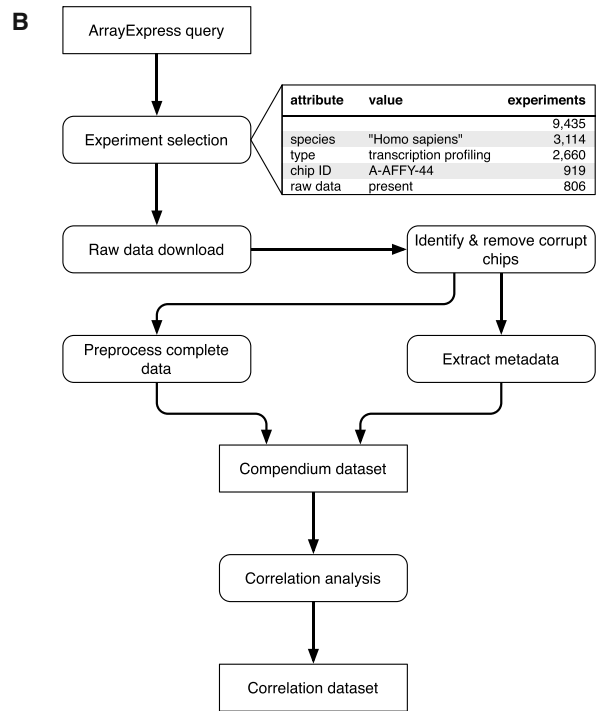 B
ArrayExpress query
attribute value experiments
9,435
species "Homo sapiens" 3,114
type transcription profiling 2,660
chip ID A-AFFY-44 919
raw data present 806
Experiment selection
Raw data download
Identify & remove corrupt
chips
Preprocess complete
data
Extract metadata
Compendium dataset
Correlation analysis
Correlation dataset